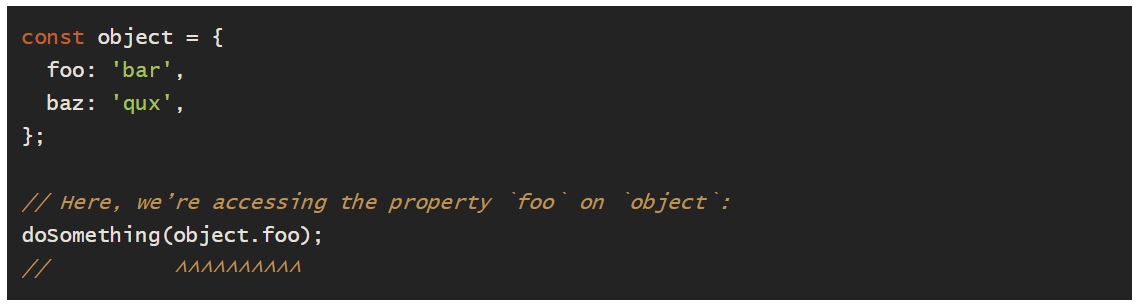 const object = {
  foo: 'bar',
  baz: 'qux',
};

// Here, we’re accessing the property `foo` on `object`:
doSomething(object.foo);
//          ^^^^^^^^^^